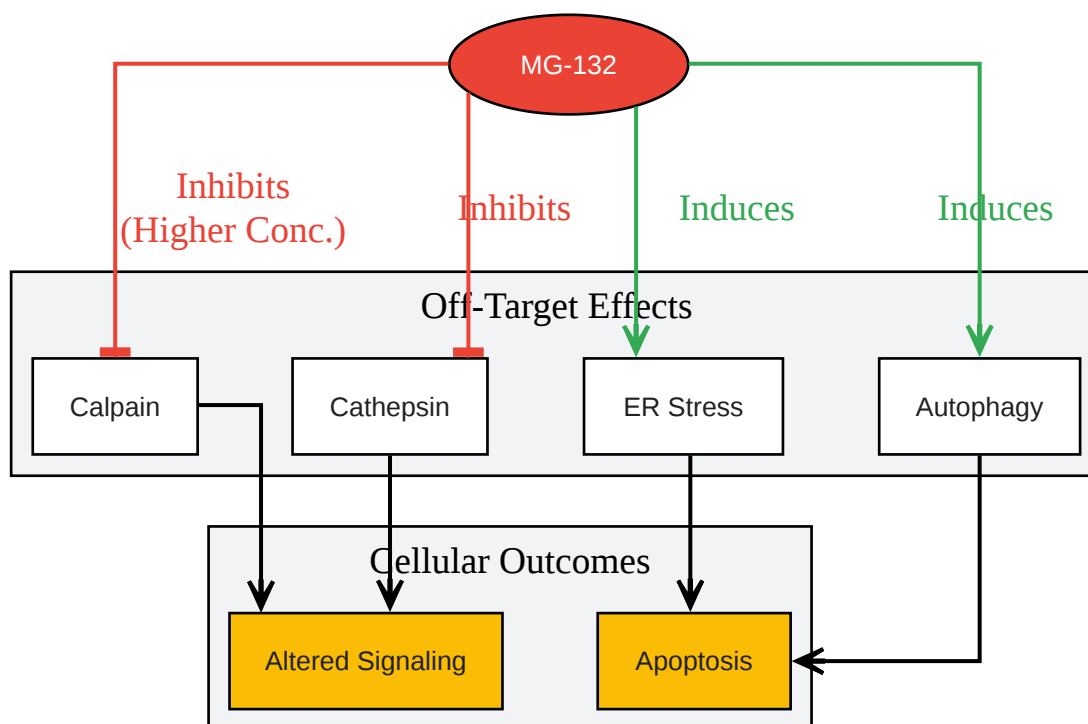 MG-132
Inhibits
(Higher Conc.)
Inhibits
Induces
Induces
Off-Target Effects
Calpain
Cathepsin
ER Stress
Autophagy
Cellular Outcomes
Altered Signaling
Apoptosis